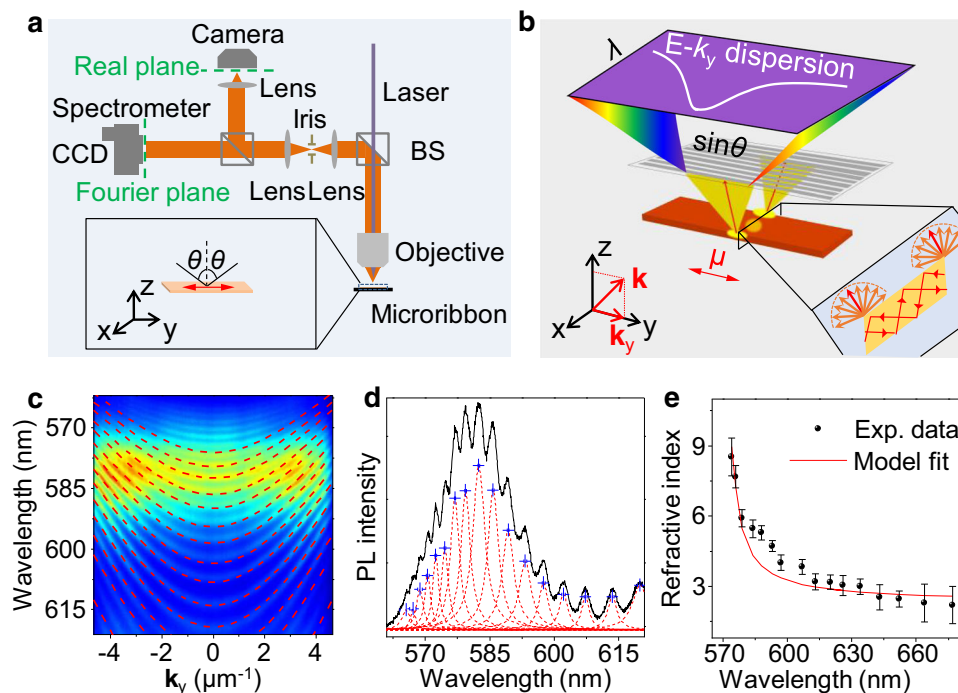 a
Camera
Real plane
Lens
Laser
Spectrometer
Iris
CCD
BS
Fourier plane
Lens Lens
Objective
θ θ
z
x y
Microribbon
b
λ
E-ky dispersion
sinθ
μ
z
k
x y
ky
c
Wavelength (nm)
570
585
600
615
-4 -2 0 2 4
ky (μm-1)
d
PL intensity
570 585 600 615
Wavelength (nm)
e
Refractive index
9
6
3
Exp. data
Model fit
570 600 630 660
Wavelength (nm)